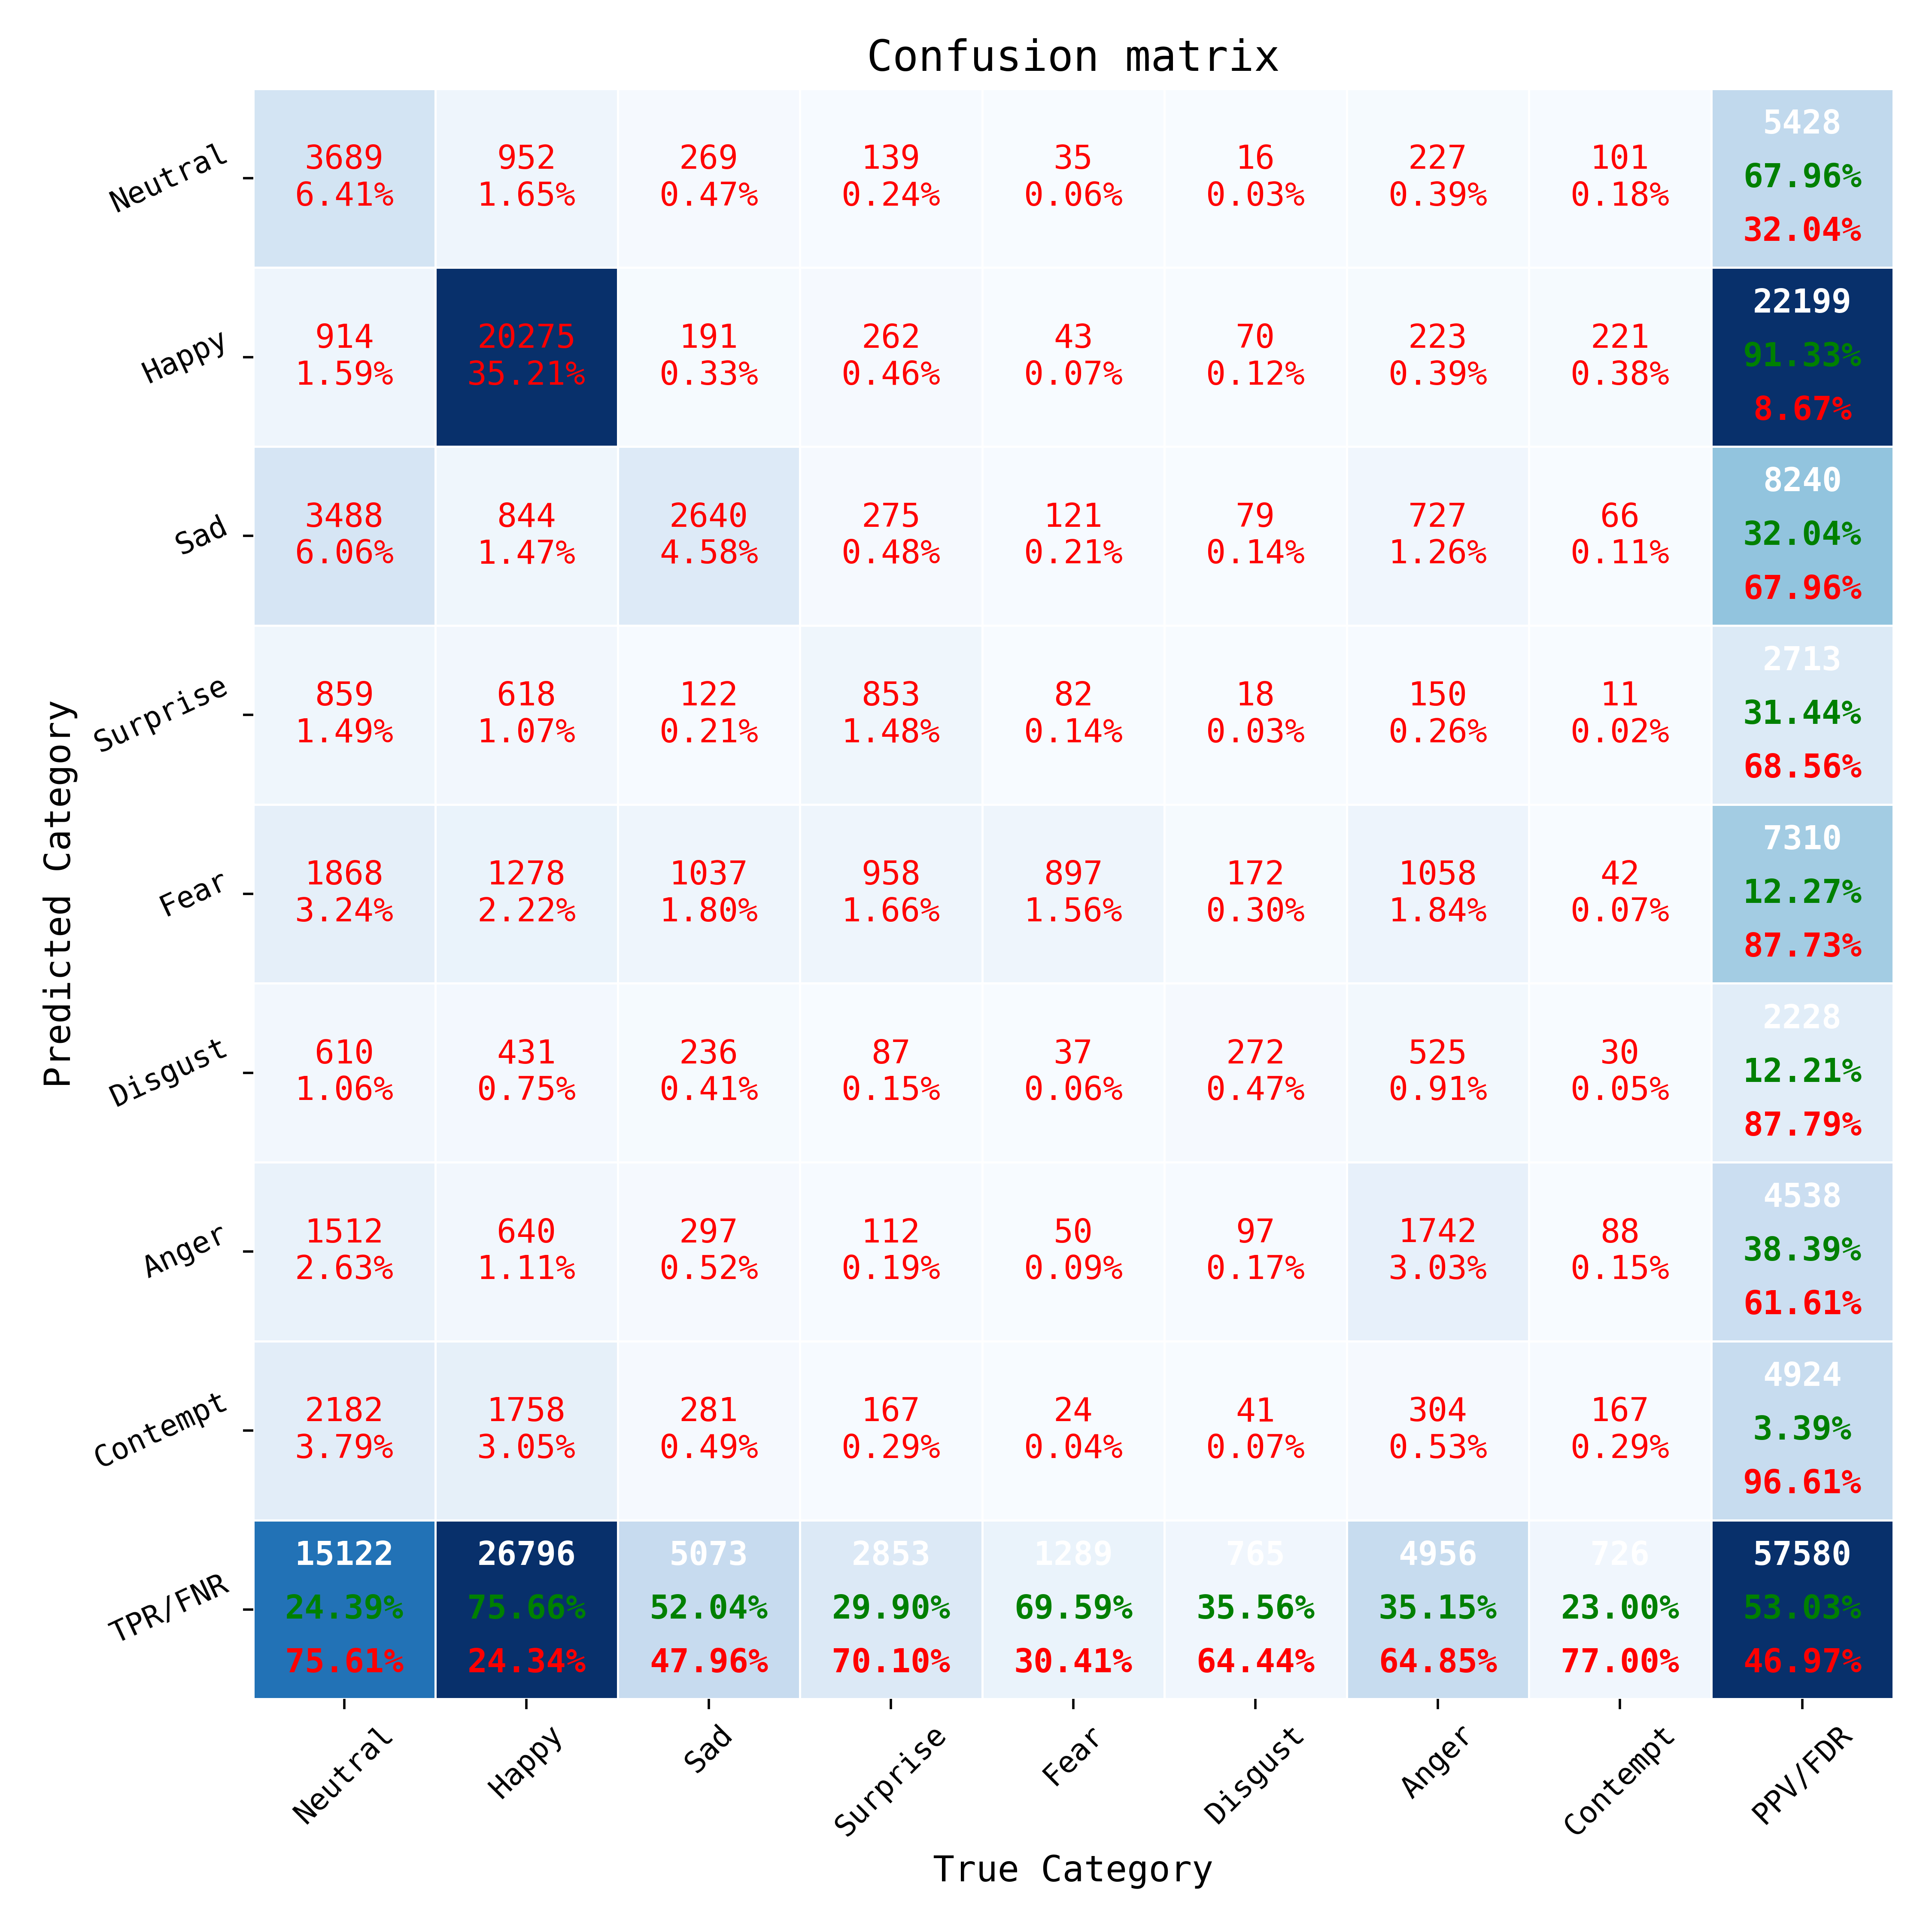 Confusion matrix
Predicted Category
Neutral
3689 952 269 139 35 16 227 101 5428
6.41% 1.65% 0.47% 0.24% 0.06% 0.03% 0.39% 0.18% 67.96%
32.04%
Happy
914 20275 191 262 43 70 223 221 22199
1.59% 35.21% 0.33% 0.46% 0.07% 0.12% 0.39% 0.38% 91.33%
8.67%
Sad
3488 844 2640 275 121 79 727 66 8240
6.06% 1.47% 4.58% 0.48% 0.21% 0.14% 1.26% 0.11% 32.04%
67.96%
Surprise
859 618 122 853 82 18 150 11 2713
1.49% 1.07% 0.21% 1.48% 0.14% 0.03% 0.26% 0.02% 31.44%
68.56%
Fear
1868 1278 1037 958 897 172 1058 42 7310
3.24% 2.22% 1.80% 1.66% 1.56% 0.30% 1.84% 0.07% 12.27%
87.73%
Disgust
610 431 236 87 37 272 525 30 2228
1.06% 0.75% 0.41% 0.15% 0.06% 0.47% 0.91% 0.05% 12.21%
87.79%
Anger
1512 640 297 112 50 97 1742 88 4538
2.63% 1.11% 0.52% 0.19% 0.09% 0.17% 3.03% 0.15% 38.39%
61.61%
Contempt
2182 1758 281 167 24 41 304 167 4924
3.79% 3.05% 0.49% 0.29% 0.04% 0.07% 0.53% 0.29% 3.39%
96.61%
TPR/FNR
15122 26796 5073 2853 1289 765 4956 726 57580
24.39% 75.66% 52.04% 29.90% 69.59% 35.56% 35.15% 23.00% 53.03%
75.61% 24.34% 47.96% 70.10% 30.41% 64.44% 64.85% 77.00% 46.97%
Neutral Happy Sad Surprise Fear Disgust Anger Contempt PPV/FDR
True Category